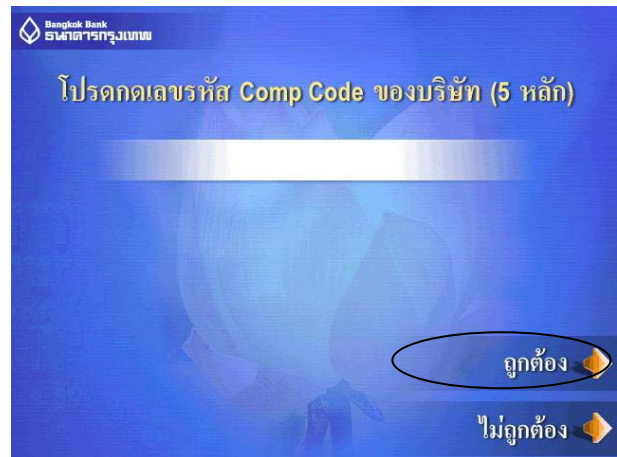 Bangkok Bank
ธนาคารกรุงเทพ
โปรดกดเลขรหัส Comp Code ของบริษัท (5 หลัก)
ถูกต้อง
ไม่ถูกต้อง